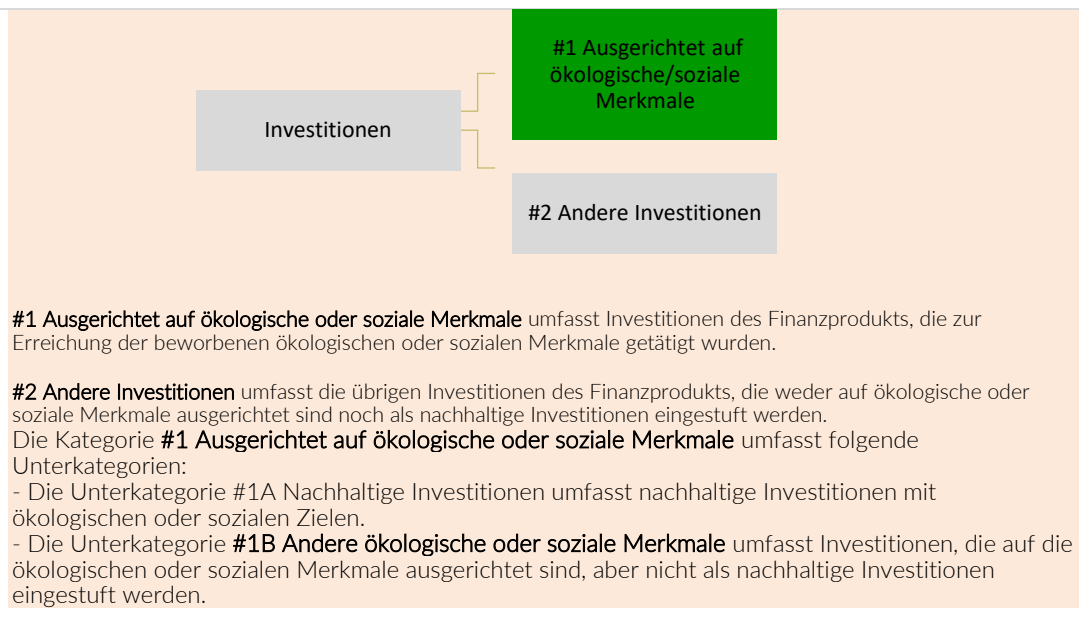 #1 Ausgerichtet auf
ökologische/soziale
Merkmale
Investitionen
#2 Andere Investitionen
#1 Ausgerichtet auf ökologische oder soziale Merkmale umfasst Investitionen des Finanzprodukts, die zur
Erreichung der beworbenen ökologischen oder sozialen Merkmale getätigt wurden.
#2 Andere Investitionen umfasst die übrigen Investitionen des Finanzprodukts, die weder auf ökologische oder
soziale Merkmale ausgerichtet sind noch als nachhaltige Investitionen eingestuft werden.
Die Kategorie #1 Ausgerichtet auf ökologische oder soziale Merkmale umfasst folgende
Unterkategorien:
- Die Unterkategorie #1A Nachhaltige Investitionen umfasst nachhaltige Investitionen mit
ökologischen oder sozialen Zielen.
- Die Unterkategorie #1B Andere ökologische oder soziale Merkmale umfasst Investitionen, die auf die
ökologischen oder sozialen Merkmale ausgerichtet sind, aber nicht als nachhaltige Investitionen
eingestuft werden.